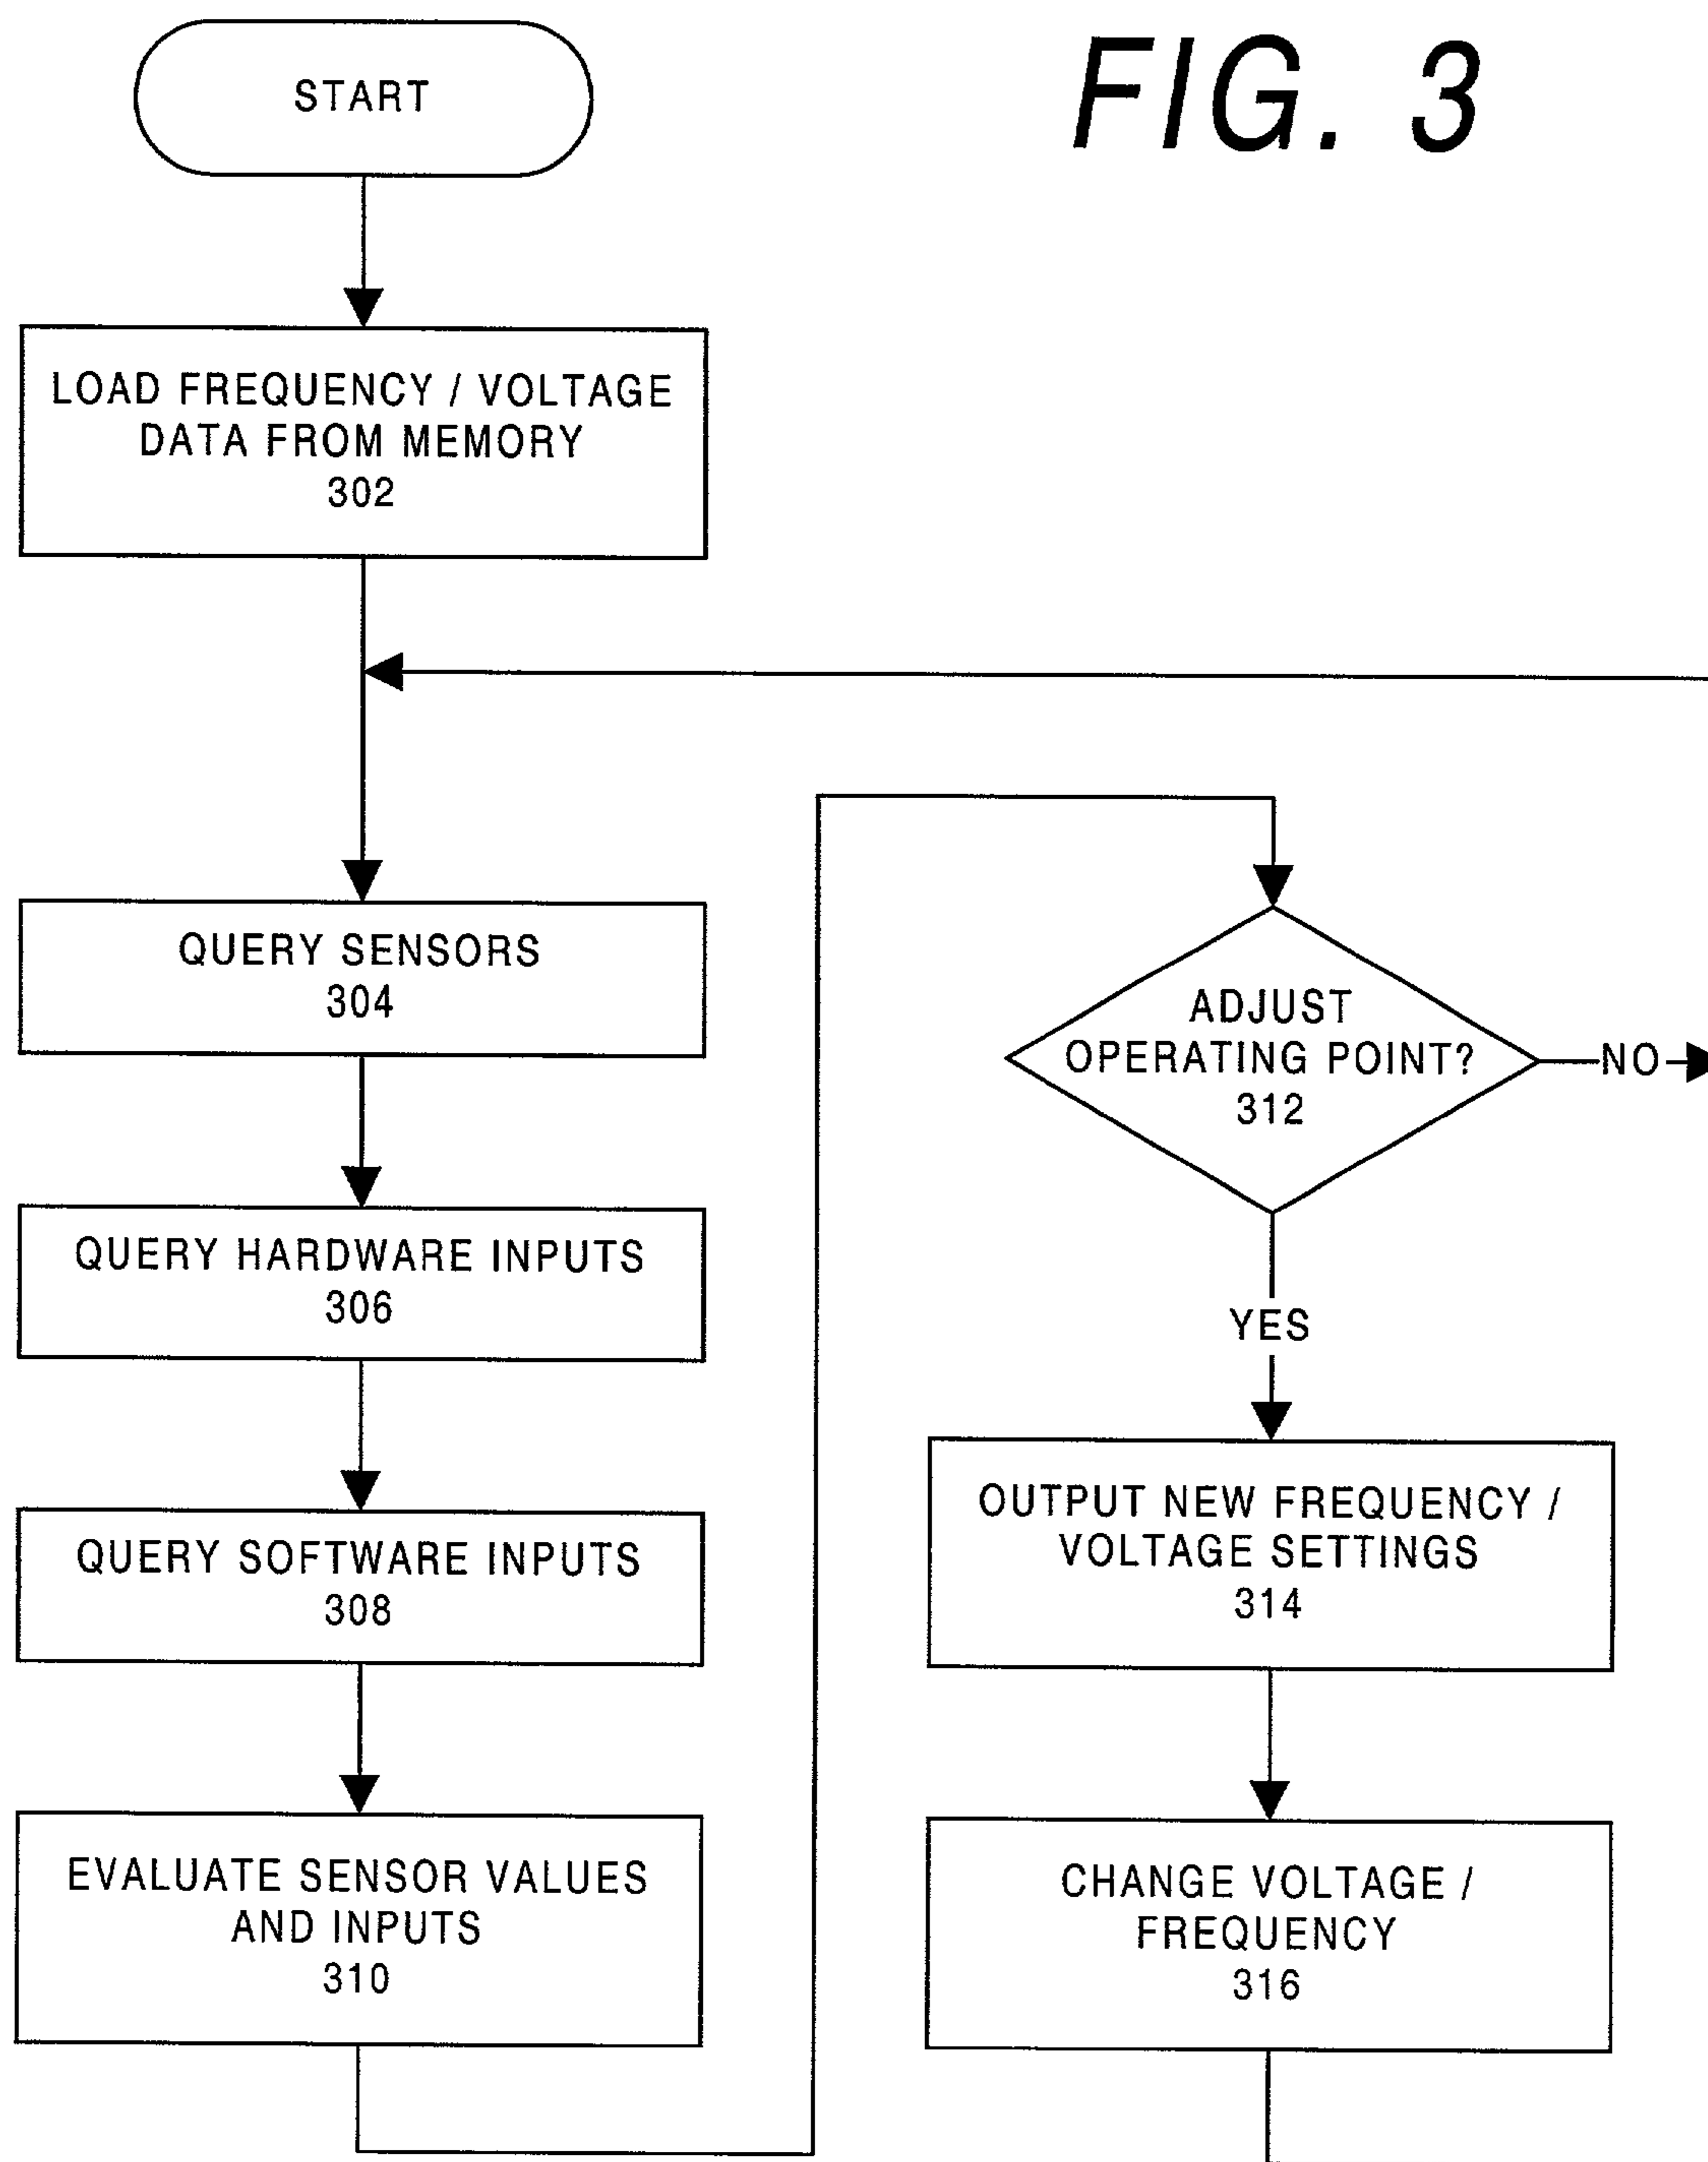 FIG. 3
START
LOAD FREQUENCY / VOLTAGE
DATA FROM MEMORY
302
QUERY SENSORS
304
QUERY HARDWARE INPUTS
306
QUERY SOFTWARE INPUTS
308
EVALUATE SENSOR VALUES
AND INPUTS
310
ADJUST
OPERATING POINT?
312
NO
YES
OUTPUT NEW FREQUENCY /
VOLTAGE SETTINGS
314
CHANGE VOLTAGE /
FREQUENCY
316